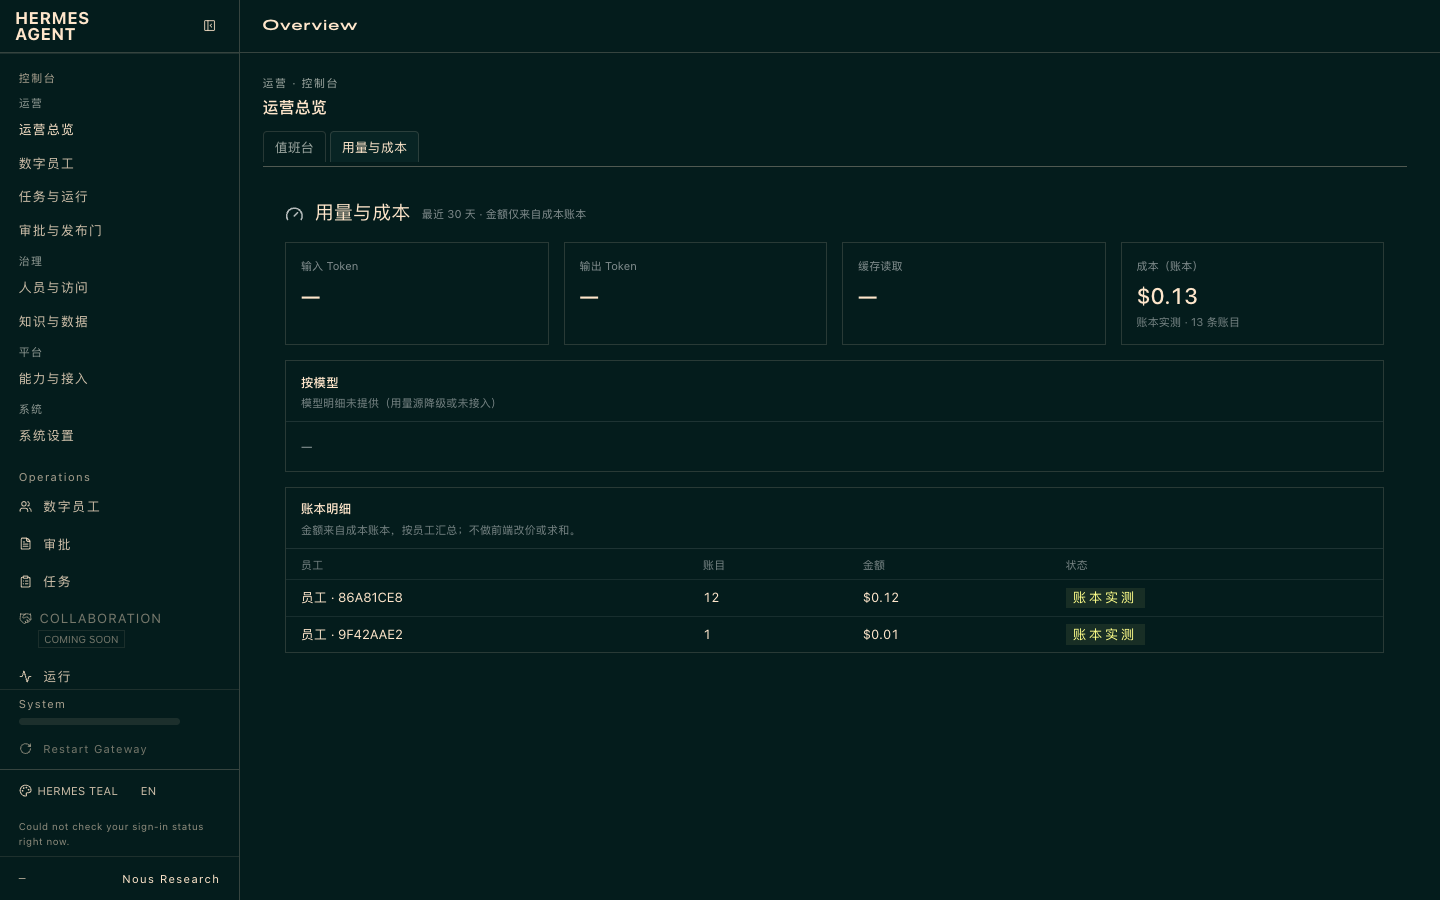 HERMES
AGENT
Overview
控制台
运营
运营总览
数字员工
任务与运行
审批与发布门
治理
人员与访问
知识与数据
平台
能力与接入
系统
系统设置
Operations
数字员工
审批
任务
COLLABORATION
COMING SOON
运行
System
Restart Gateway
HERMES TEAL EN
Could not check your sign-in status
right now.
— Nous Research
运营 · 控制台
运营总览
值班台 用量与成本
用量与成本 最近 30 天 · 金额仅来自成本账本
输入 Token
—
输出 Token
—
缓存读取
—
成本（账本）
$0.13
账本实测 · 13 条账目
按模型
模型明细未提供（用量源降级或未接入）
—
账本明细
金额来自成本账本，按员工汇总；不做前端改价或求和。
员工 账目 金额 状态
员工 · 86A81CE8 12 $0.12 账本实测
员工 · 9F42AAE2 1 $0.01 账本实测